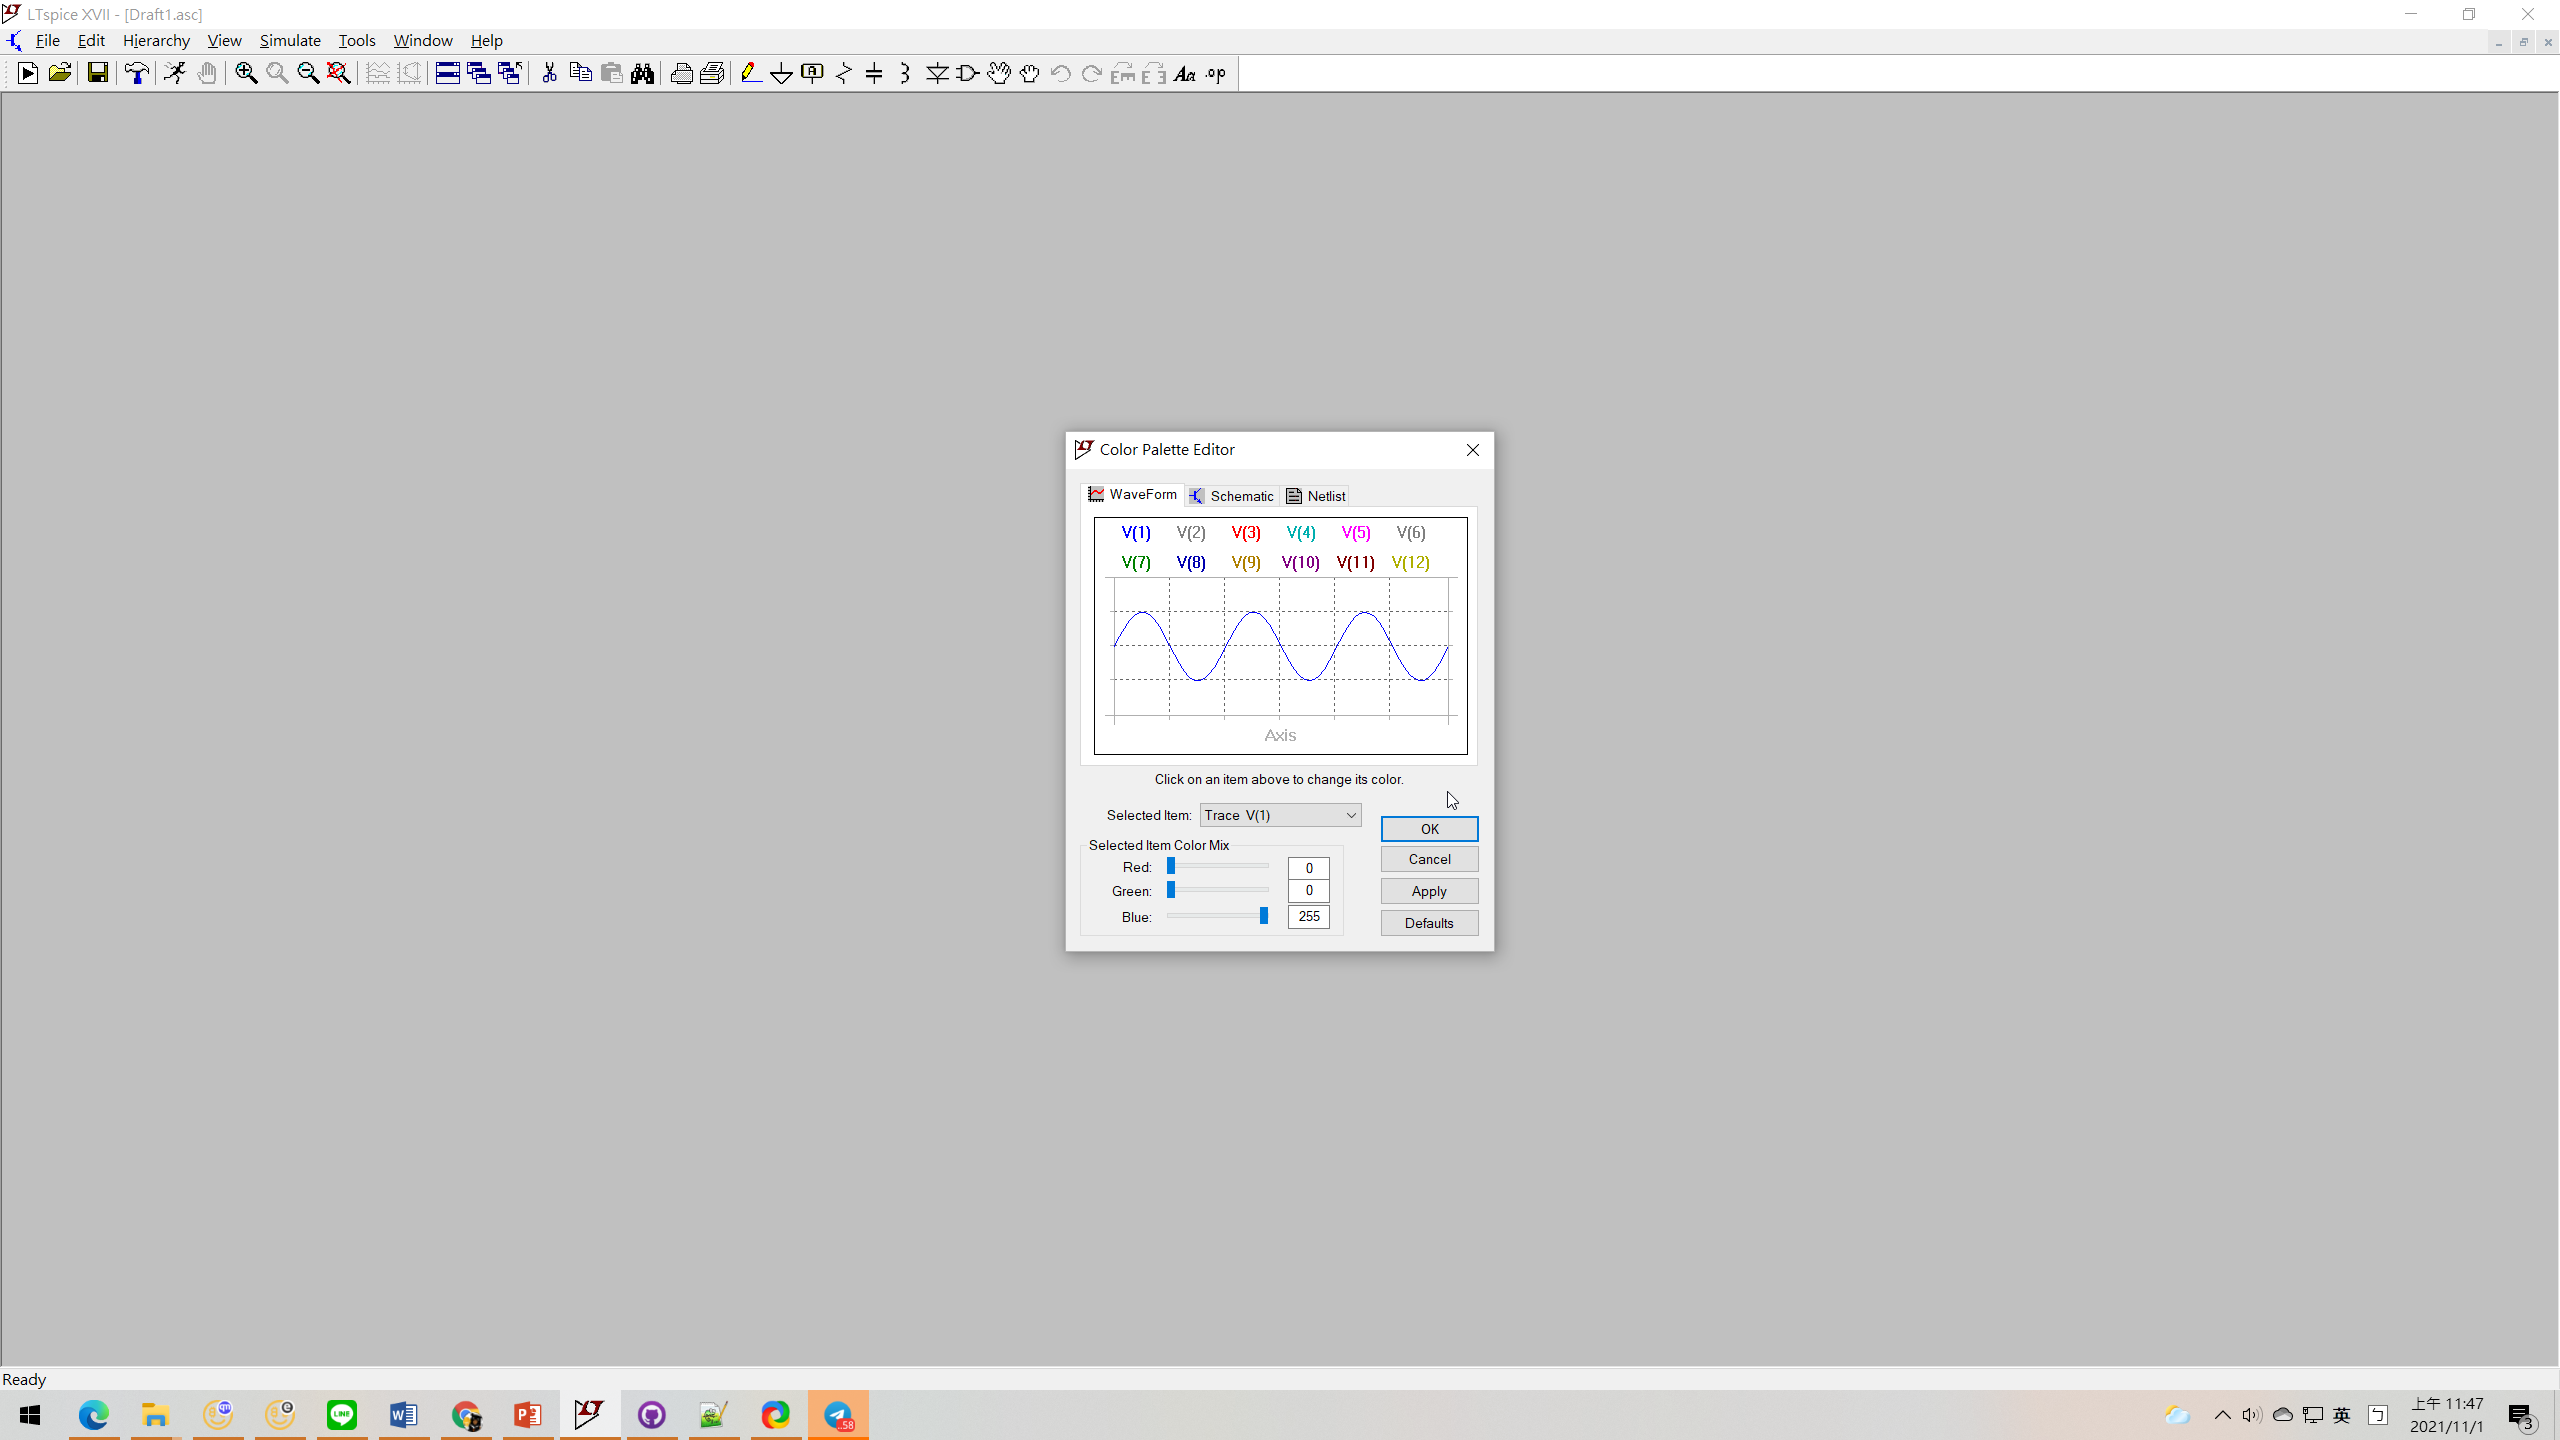 LTspice XVII - [Draft1.asc]
File Edit Hierarchy View Simulate Tools Window Help
Aa .op
Color Palette Editor
WaveForm Schematic Netlist
V(1) V(2) V(3) V(4) V(5) V(6)
V(7) V(8) V(9) V(10) V(11) V(12)
Axis
Click on an item above to change its color.
Selected Item: Trace V(1)
OK
Selected Item Color Mix
Cancel
Red: 0
Green: 0
Apply
Blue: 255
Defaults
Ready
LINE
58
英
ㄅ
上午 11:47
2021/11/1
3